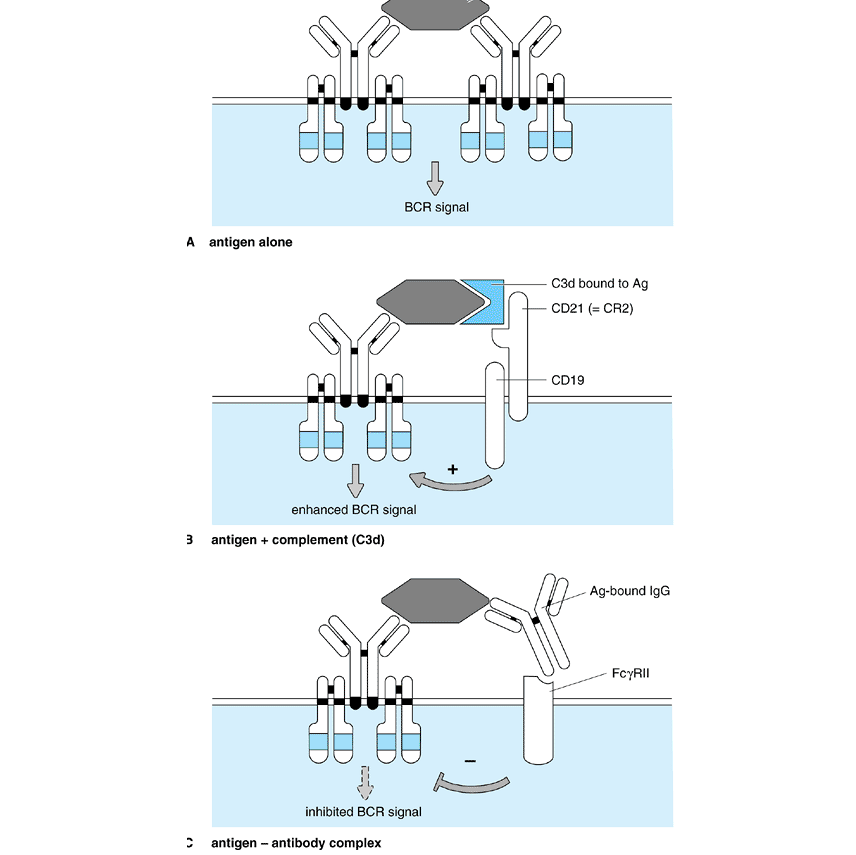 BCR signal
A antigen alone
C3d bound to Ag
CD21 (= CR2)
CD19
+
enhanced BCR signal
B antigen + complement (C3d)
Ag-bound IgG
FcγRII
–
inhibited BCR signal
C antigen – antibody complex